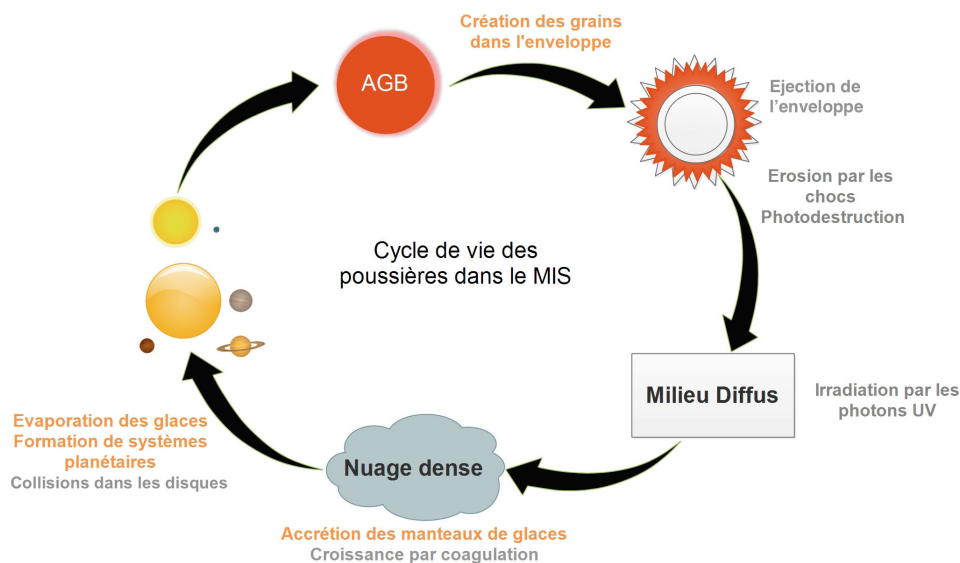 Création des grains
dans l'enveloppe
AGB
Ejection de
l'enveloppe
Erosion par les
chocs
Photodestruction
Cycle de vie des
poussières dans le MIS
Milieu Diffus
Irradiation par les
photons UV
Evaporation des glaces
Formation de systèmes
planétaires
Collisions dans les disques
Nuage dense
Accrétion des manteaux de glaces
Croissance par coagulation